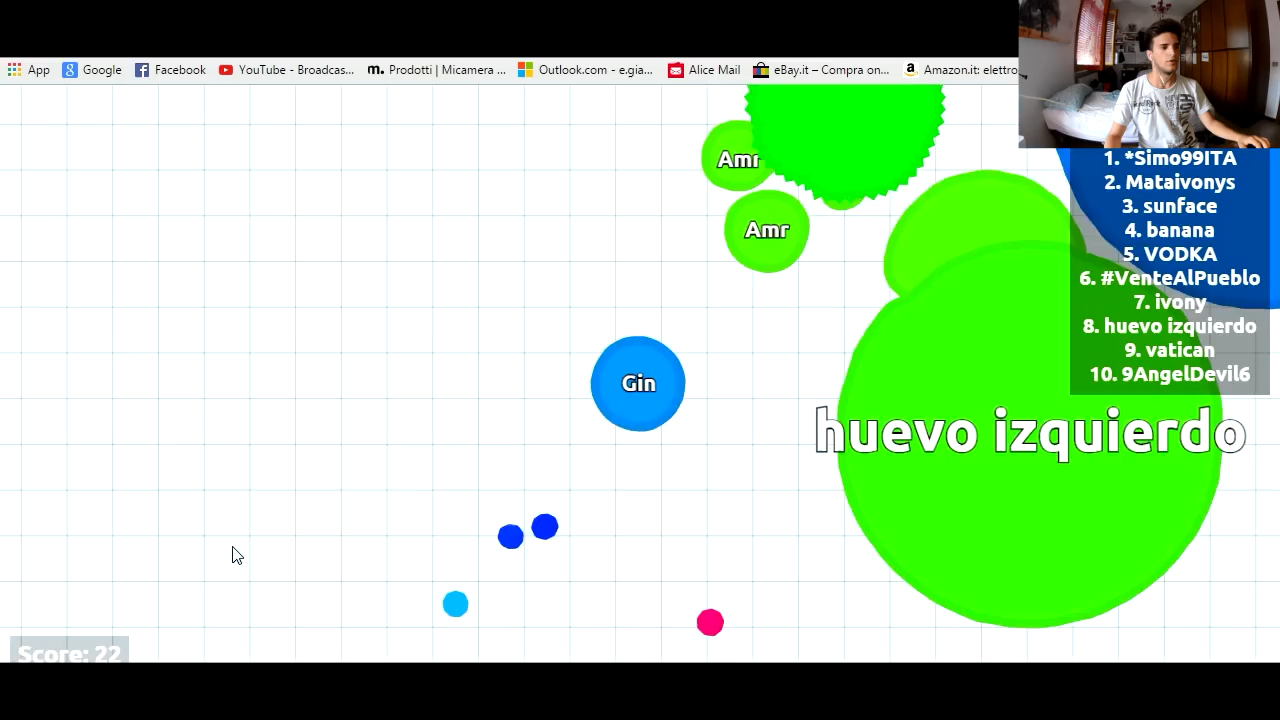 App
Google
Facebook
YouTube - Broadcas...
m. Prodotti | Micamera ...
Outlook.com - e.gia...
Alice Mail
eBay.it – Compra on...
a Amazon.it: elettro
1. *Simo99ITA
2. Mataivonys
3. sunface
4. banana
5. VODKA
6. #VenteAlPueblo
7. ivony
8. huevo izquierdo
9. vatican
10. 9AngelDevil6
Amr
Amr
Gin
huevo izquierdo
Score: 22